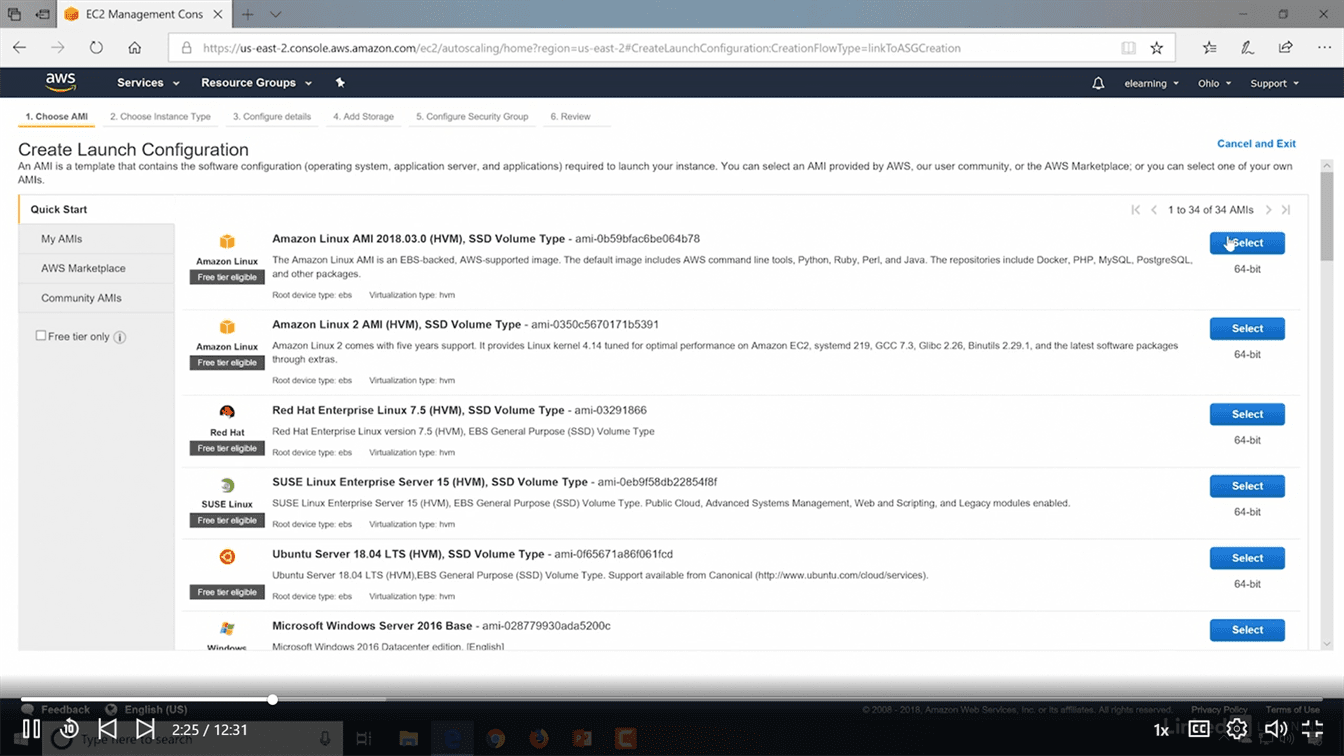 EC2 Management Cons
https://us-east-2.console.aws.amazon.com/ec2/autoscaling/home?region=us-east-2#CreateLaunchConfiguration:CreationFlowType=linkToASGCreation
aws Services Resource Groups elearning Ohio Support
1. Choose AMI 2. Choose Instance Type 3. Configure details 4. Add Storage 5. Configure Security Group 6. Review
Create Launch Configuration
Cancel and Exit
An AMI is a template that contains the software configuration (operating system, application server, and applications) required to launch your instance. You can select an AMI provided by AWS, our user community, or the AWS Marketplace; or you can select one of your own
AMIs.
Quick Start
My AMIs
AWS Marketplace
Community AMIs
Free tier only
1 to 34 of 34 AMIs
Amazon Linux
Free tier eligible
Amazon Linux AMI 2018.03.0 (HVM), SSD Volume Type - ami-0b59bfac6be064b78
The Amazon Linux AMI is an EBS-backed, AWS-supported image. The default image includes AWS command line tools, Python, Ruby, Perl, and Java. The repositories include Docker, PHP, MySQL, PostgreSQL,
and other packages.
Root device type: ebs Virtualization type: hvm
Select
64-bit
Amazon Linux
Free tier eligible
Amazon Linux 2 AMI (HVM), SSD Volume Type - ami-0350c5670171b5391
Amazon Linux 2 comes with five years support. It provides Linux kernel 4.14 tuned for optimal performance on Amazon EC2, systemd 219, GCC 7.3, Glibc 2.26, Binutils 2.29.1, and the latest software packages
through extras.
Root device type: ebs Virtualization type: hvm
Select
64-bit
Red Hat
Free tier eligible
Red Hat Enterprise Linux 7.5 (HVM), SSD Volume Type - ami-03291866
Red Hat Enterprise Linux version 7.5 (HVM), EBS General Purpose (SSD) Volume Type
Root device type: ebs Virtualization type: hvm
Select
64-bit
SUSE Linux
Free tier eligible
SUSE Linux Enterprise Server 15 (HVM), SSD Volume Type - ami-0eb9f58db22854f8f
SUSE Linux Enterprise Server 15 (HVM), EBS General Purpose (SSD) Volume Type. Public Cloud, Advanced Systems Management, Web and Scripting, and Legacy modules enabled.
Root device type: ebs Virtualization type: hvm
Select
64-bit
Free tier eligible
Ubuntu Server 18.04 LTS (HVM), SSD Volume Type - ami-0f65671a86f061fcd
Ubuntu Server 18.04 LTS (HVM),EBS General Purpose (SSD) Volume Type. Support available from Canonical (http://www.ubuntu.com/cloud/services).
Root device type: ebs Virtualization type: hvm
Select
64-bit
Windows
Microsoft Windows Server 2016 Base - ami-028779930ada5200c
Microsoft Windows 2016 Datacenter edition. [English]
Select
Feedback English (US)
© 2008 - 2018, Amazon Web Services, Inc. or its affiliates. All rights reserved. Privacy Policy Terms of Use
Type here to search
10 2:25 / 12:31 1x CC